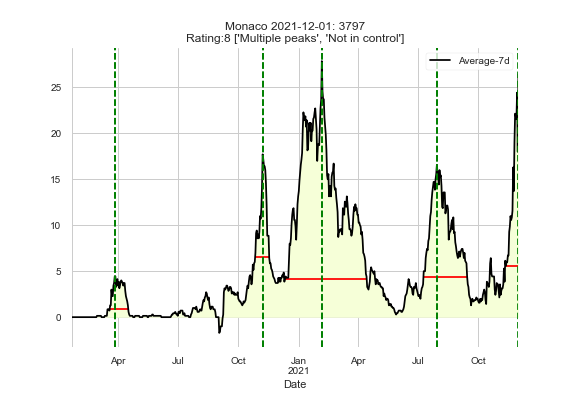 Monaco 2021-12-01: 3797
Rating:8 ['Multiple peaks', 'Not in control']
Average-7d
25
20
15
10
5
0
Apr Jul Oct Jan Apr Jul Oct
2021
Date